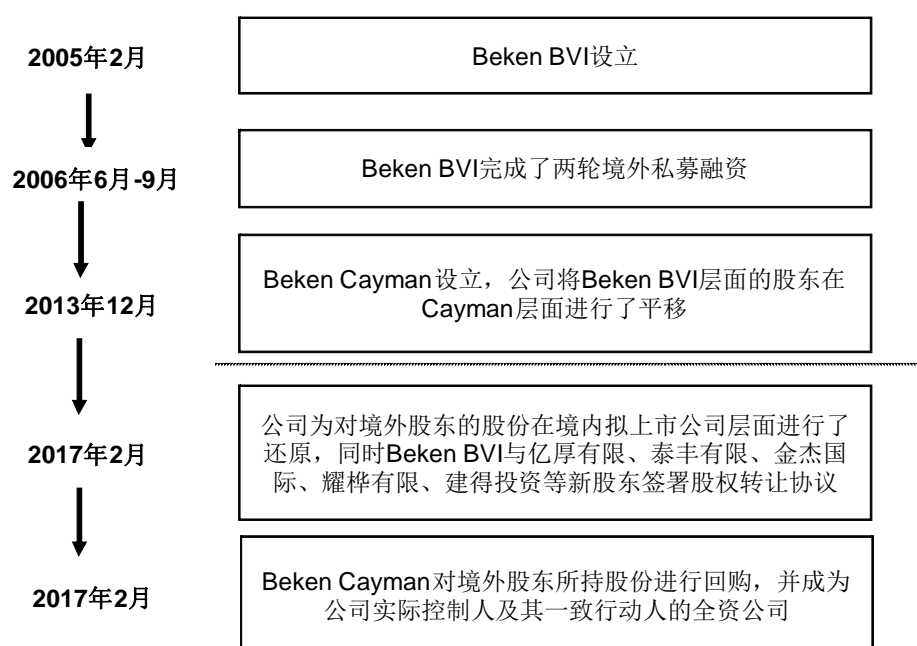 2005年2月
Beken BVI设立
2006年6月-9月
Beken BVI完成了两轮境外私募融资
2013年12月
Beken Cayman设立，公司将Beken BVI层面的股东在
Cayman层面进行了平移
2017年2月
公司为对境外股东的股份在境内拟上市公司层面进行了
还原，同时Beken BVI与亿厚有限、泰丰有限、金杰国
际、耀桦有限、建得投资等新股东签署股权转让协议
2017年2月
Beken Cayman对境外股东所持股份进行回购，并成为
公司实际控制人及其一致行动人的全资公司